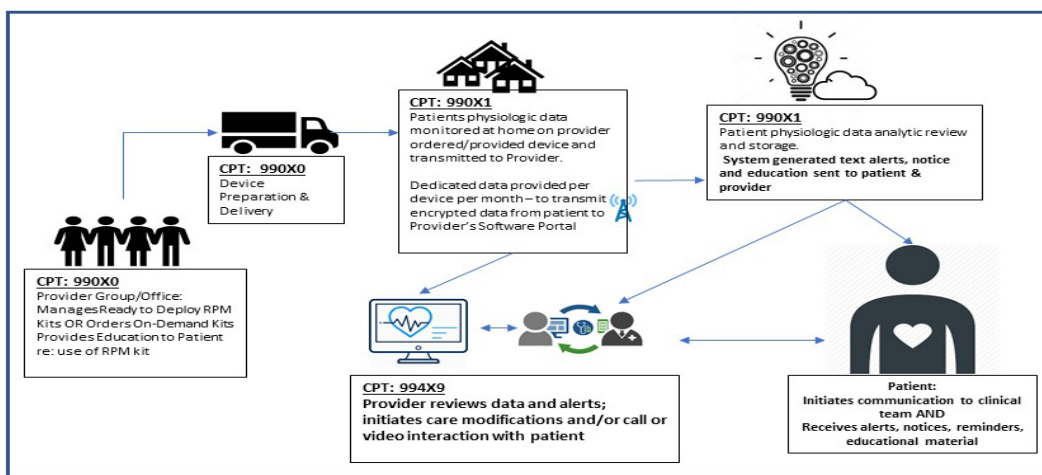 CPT: 990X0
Provider Group/Office:
ManagesReady to Deploy RPM
Kits OR Orders On-Demand Kits
Provides Education to Patient
re: use of RPM kit
CPT: 990X0
Device
Preparation &
Delivery
CPT: 990X1
Patients physiologic data
monitored at home on provider
ordered/provided device and
transmitted to Provider.
Dedicated data provided per
device per month – to transmit
encrypted data from patient to
Provider's Software Portal
CPT: 990X1
Patient physiologic data analytic review
and storage.
System generated text alerts, notice
and education sent to patient &
provider
CPT: 994X9
Provider reviews data and alerts;
initiates care modifications and/or call or
video interaction with patient
Patient:
Initiates communication to clinical
team AND
Receives alerts, notices, reminders,
educational material